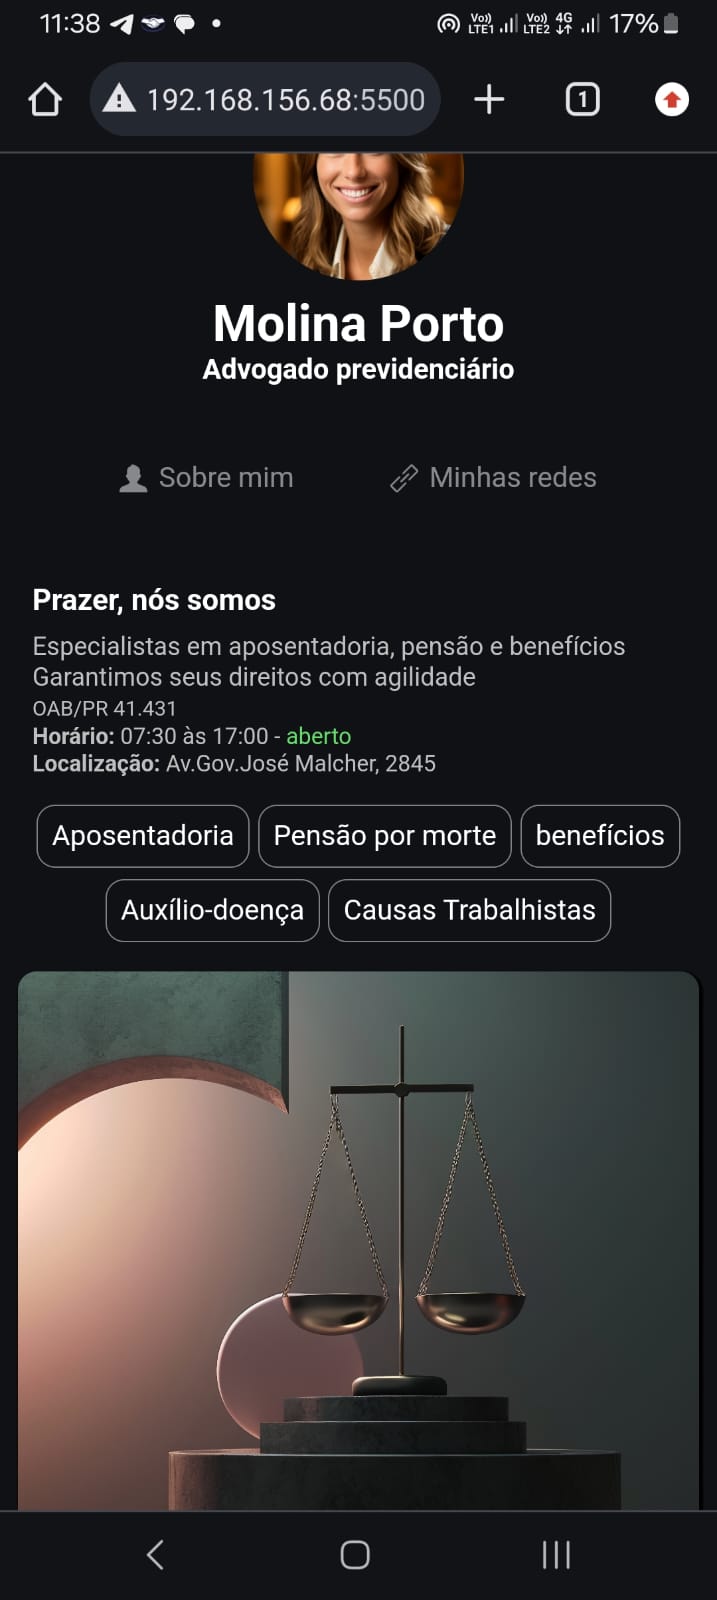 11:38
Vo)) LTE1 Vo)) LTE2 4G 17%
192.168.156.68:5500
1
Molina Porto
Advogado previdenciário
Sobre mim Minhas redes
Prazer, nós somos
Especialistas em aposentadoria, pensão e benefícios
Garantimos seus direitos com agilidade
OAB/PR 41.431
Horário: 07:30 às 17:00 - aberto
Localização: Av.Gov.José Malcher, 2845
Aposentadoria Pensão por morte benefícios
Auxílio-doença Causas Trabalhistas